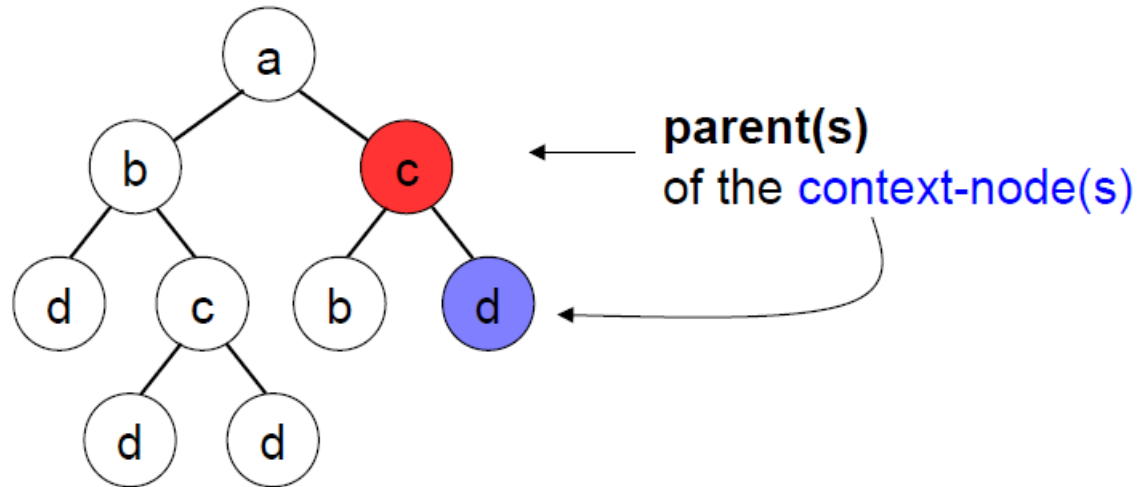 a
b
c
parent(s)
of the context-node(s)
d
c
b
d
d
d